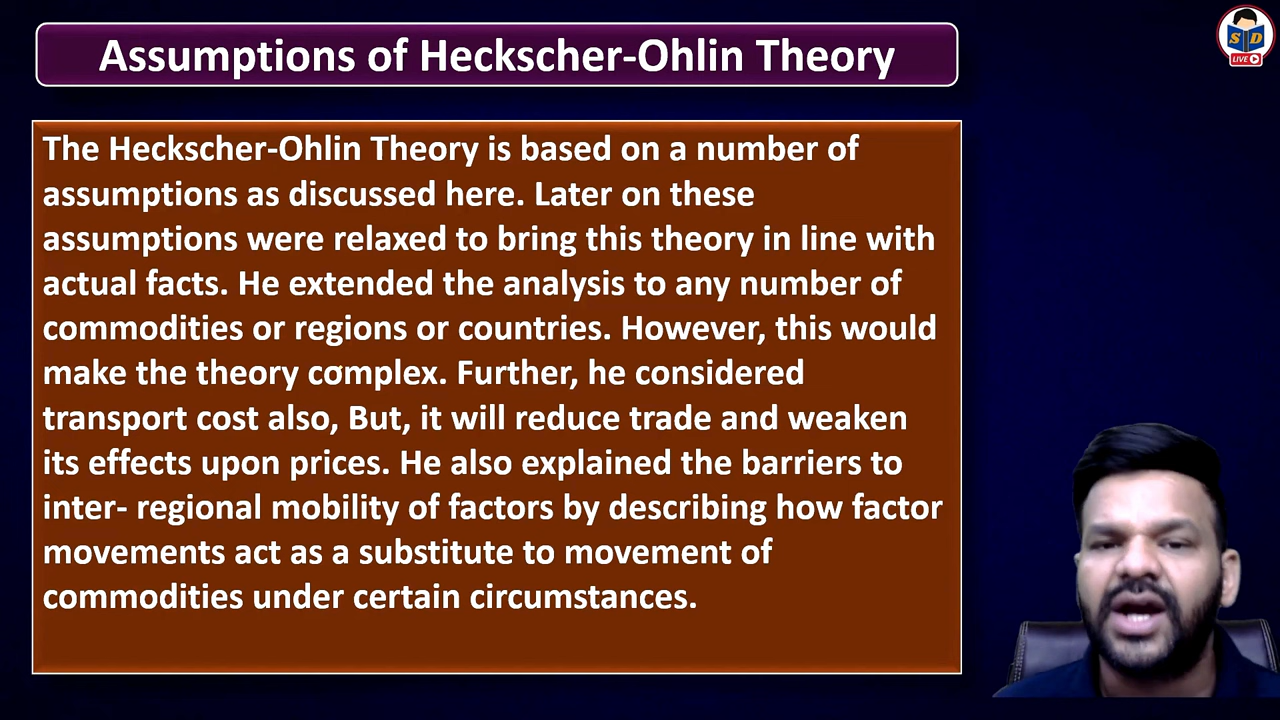 Assumptions of Heckscher-Ohlin Theory
S D
LIVE
The Heckscher-Ohlin Theory is based on a number of
assumptions as discussed here. Later on these
assumptions were relaxed to bring this theory in line with
actual facts. He extended the analysis to any number of
commodities or regions or countries. However, this would
make the theory complex. Further, he considered
transport cost also, But, it will reduce trade and weaken
its effects upon prices. He also explained the barriers to
inter- regional mobility of factors by describing how factor
movements act as a substitute to movement of
commodities under certain circumstances.